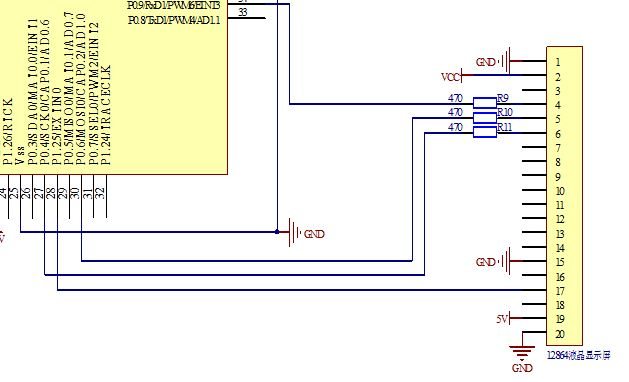 P0.9/RxD1/PWM6/EINT3
P0.8/TxD1/PWM4/AD1.1
33
P1.26/RTCK
Vss
P0.3/SDA0/MAT0.0/EINT1
P0.4/SCK0/CAP0.1/AD0.6
P1.25/EXTIN0
P0.5/MISO0/MAT0.1/AD0.7
P0.6/MOSI0/CAP0.2/AD1.0
P0.7/SSEL0/PWM2/EINT2
P1.24/TRACECLK
24
25
26
27
28
29
30
31
32
GND
GND
VCC
470 R9
470 R10
470 R11
GND
5V
GND
1
2
3
4
5
6
7
8
9
10
11
12
13
14
15
16
17
18
19
20
12864液晶显示屏